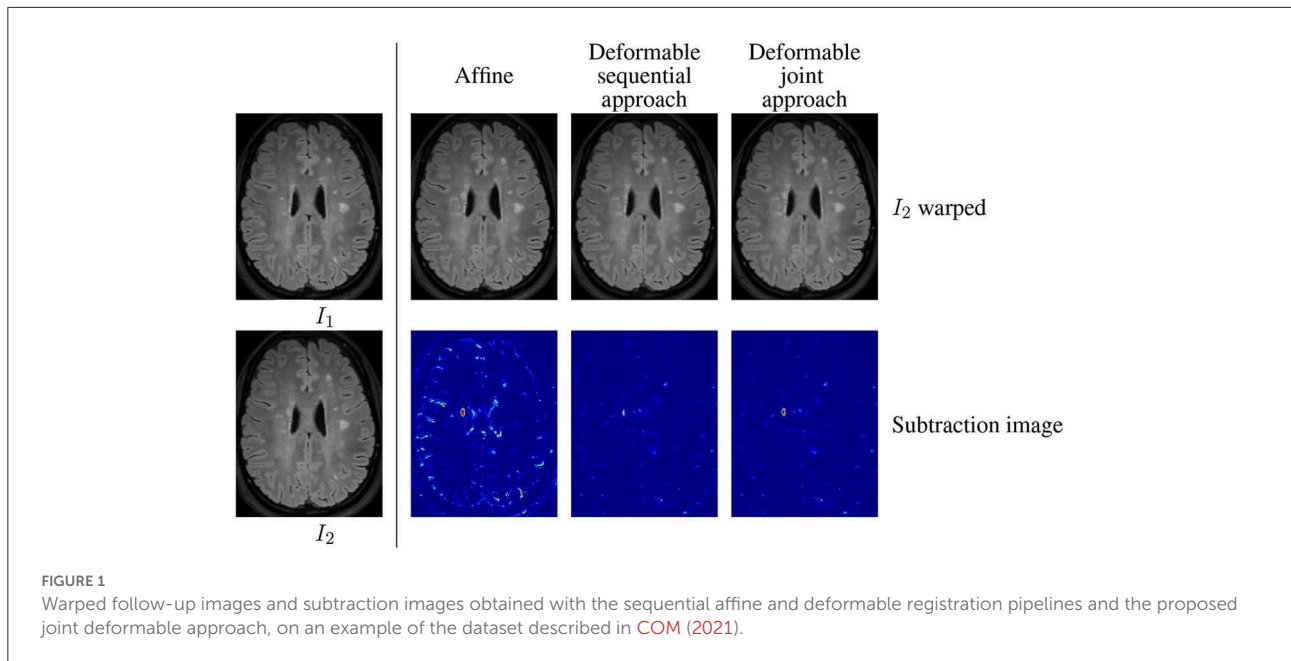 Affine
Deformable
sequential
approach
Deformable
joint
approach
I₁
I₂ warped
I₂
Subtraction image
FIGURE 1
Warped follow-up images and subtraction images obtained with the sequential affine and deformable registration pipelines and the proposed
joint deformable approach, on an example of the dataset described in COM (2021).